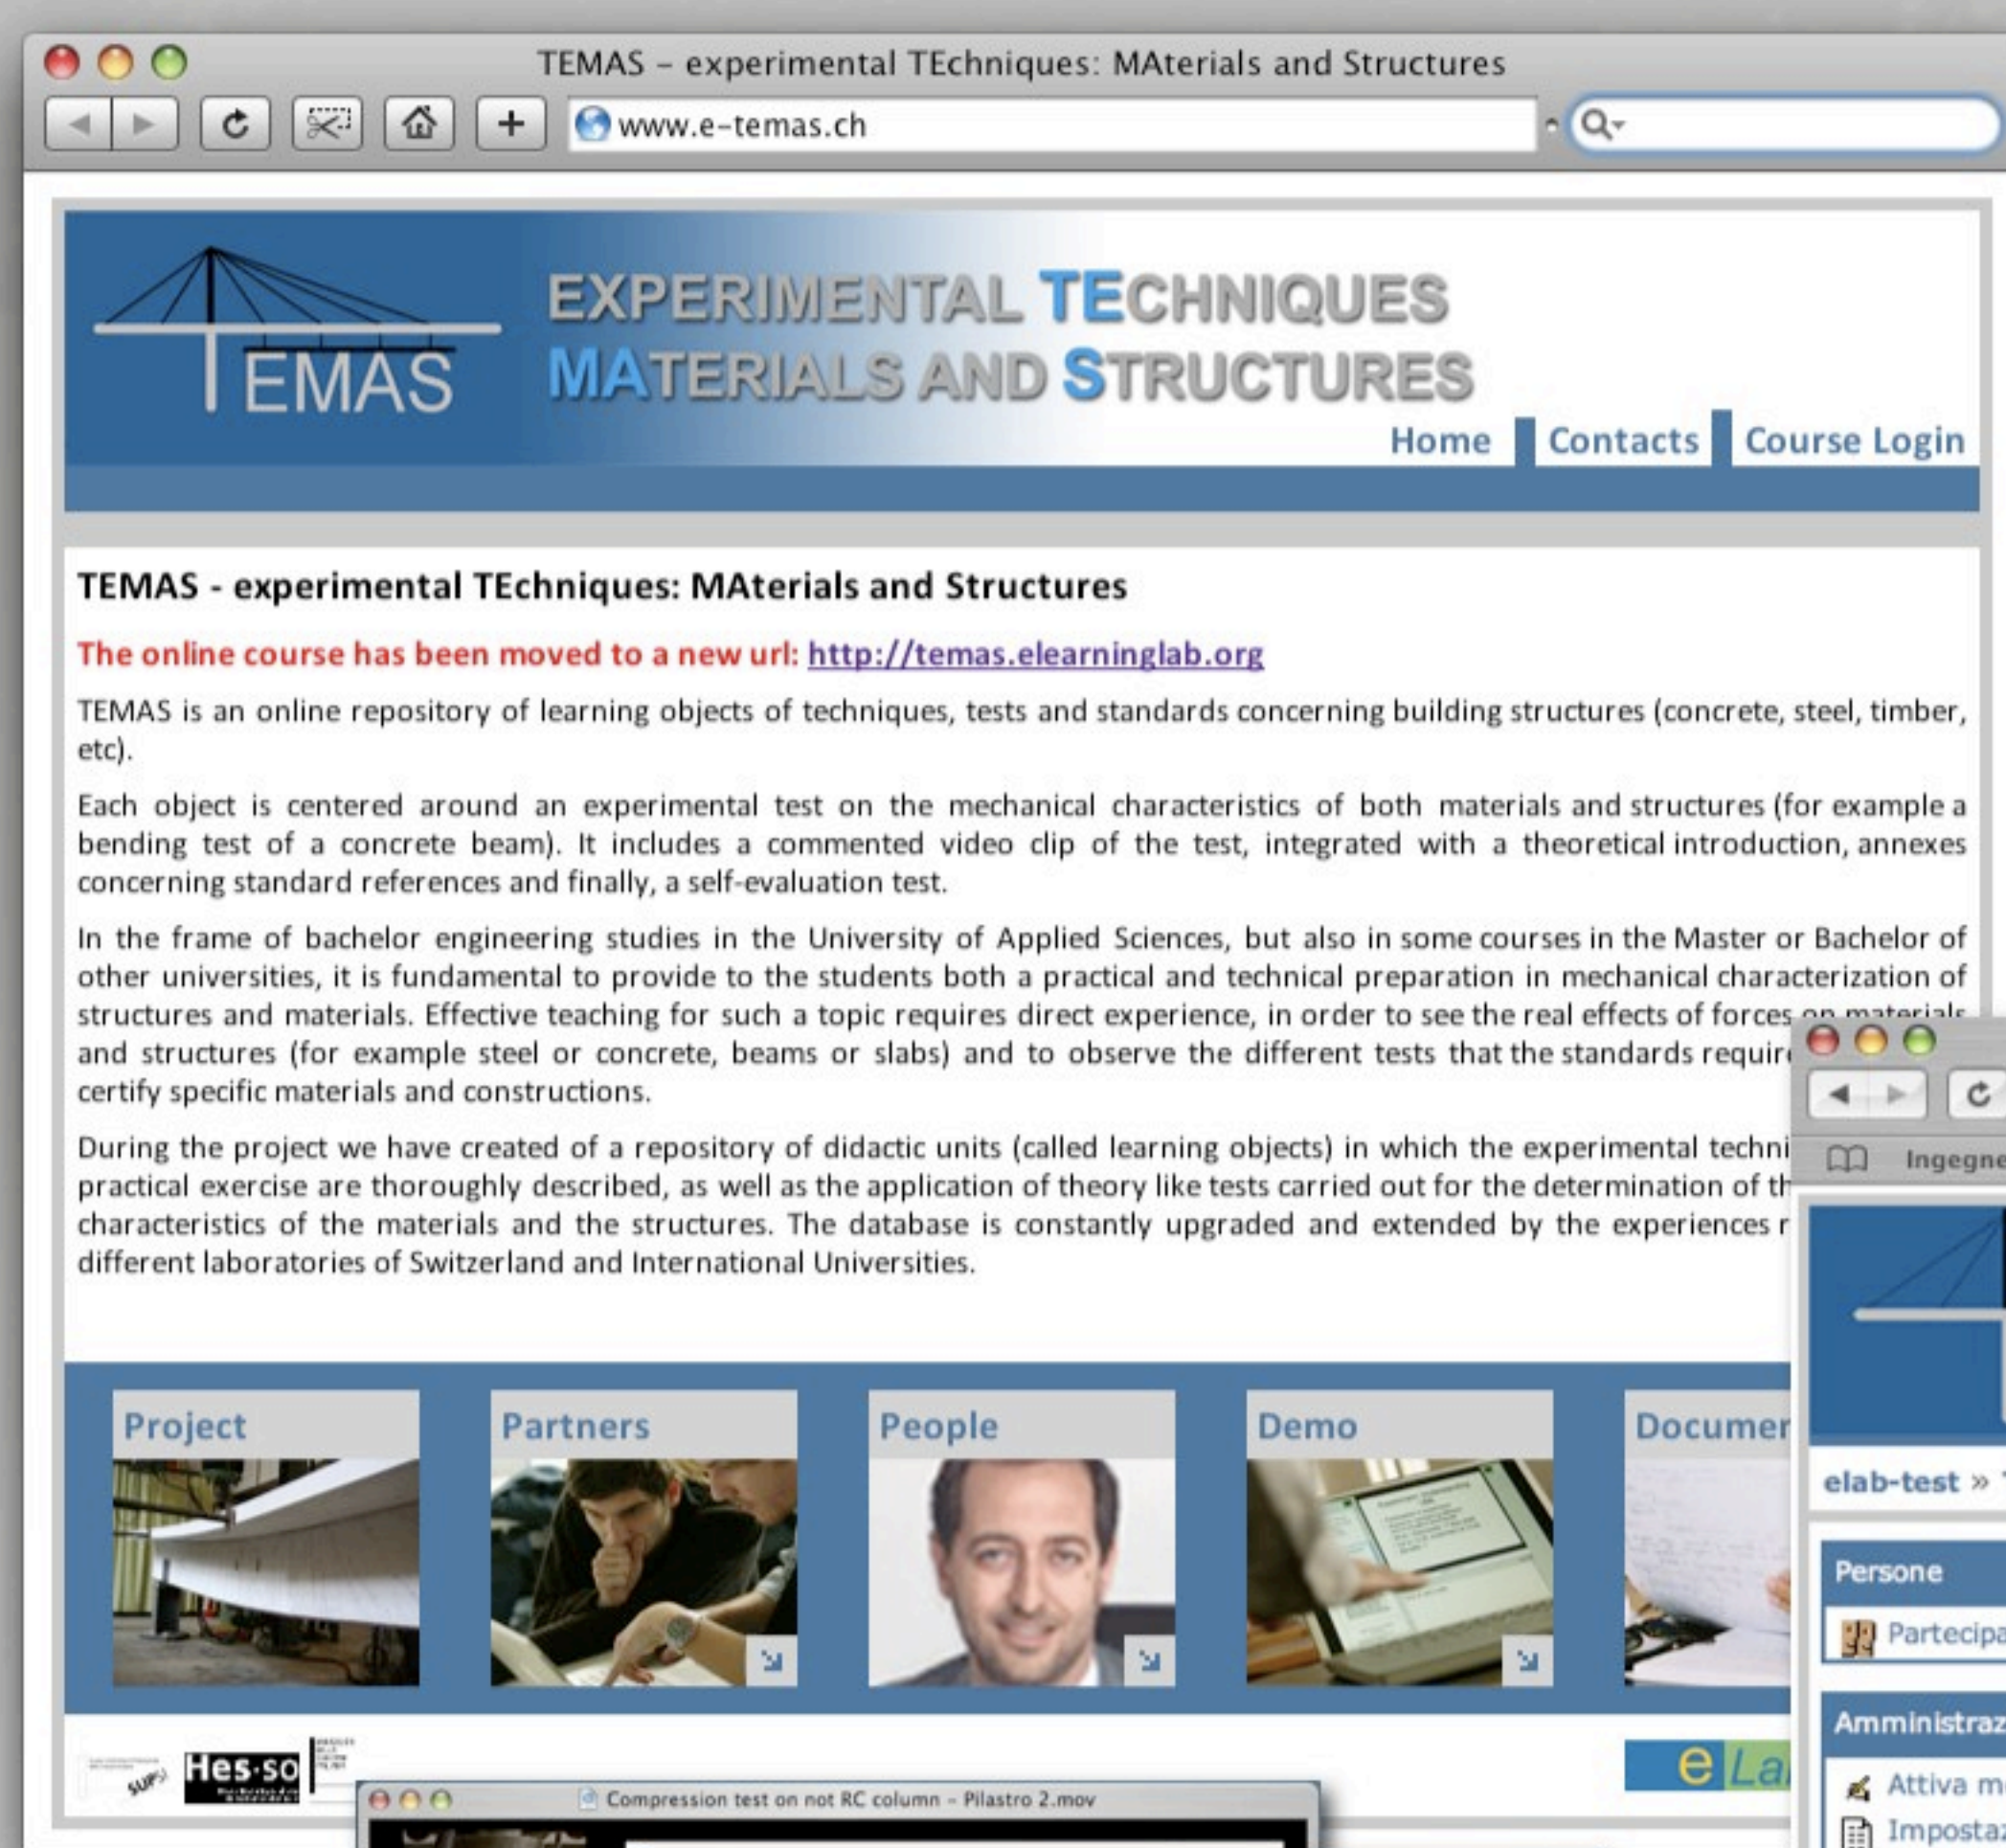 TEMAS – experimental TEchniques: MAterials and Structures
www.e-temas.ch
TEMAS
EXPERIMENTAL TECHNIQUES
MATERIALS AND STRUCTURES
Home Contacts Course Login
TEMAS - experimental TEchniques: MAterials and Structures
The online course has been moved to a new url: http://temas.elearninglab.org
TEMAS is an online repository of learning objects of techniques, tests and standards concerning building structures (concrete, steel, timber,
etc).
Each object is centered around an experimental test on the mechanical characteristics of both materials and structures (for example a
bending test of a concrete beam). It includes a commented video clip of the test, integrated with a theoretical introduction, annexes
concerning standard references and finally, a self-evaluation test.
In the frame of bachelor engineering studies in the University of Applied Sciences, but also in some courses in the Master or Bachelor of
other universities, it is fundamental to provide to the students both a practical and technical preparation in mechanical characterization of
structures and materials. Effective teaching for such a topic requires direct experience, in order to see the real effects of forces on materials
and structures (for example steel or concrete, beams or slabs) and to observe the different tests that the standards require
certify specific materials and constructions.
During the project we have created of a repository of didactic units (called learning objects) in which the experimental techni
practical exercise are thoroughly described, as well as the application of theory like tests carried out for the determination of th
characteristics of the materials and the structures. The database is constantly upgraded and extended by the experiences r
different laboratories of Switzerland and International Universities.
Ingegne
Project Partners People Demo Documen
elab-test »
Persone
Partecipa
Amministraz
Attiva mo
Impostaz
SUPSI Hes·so
eLa
Compression test on not RC column – Pilastro 2.mov